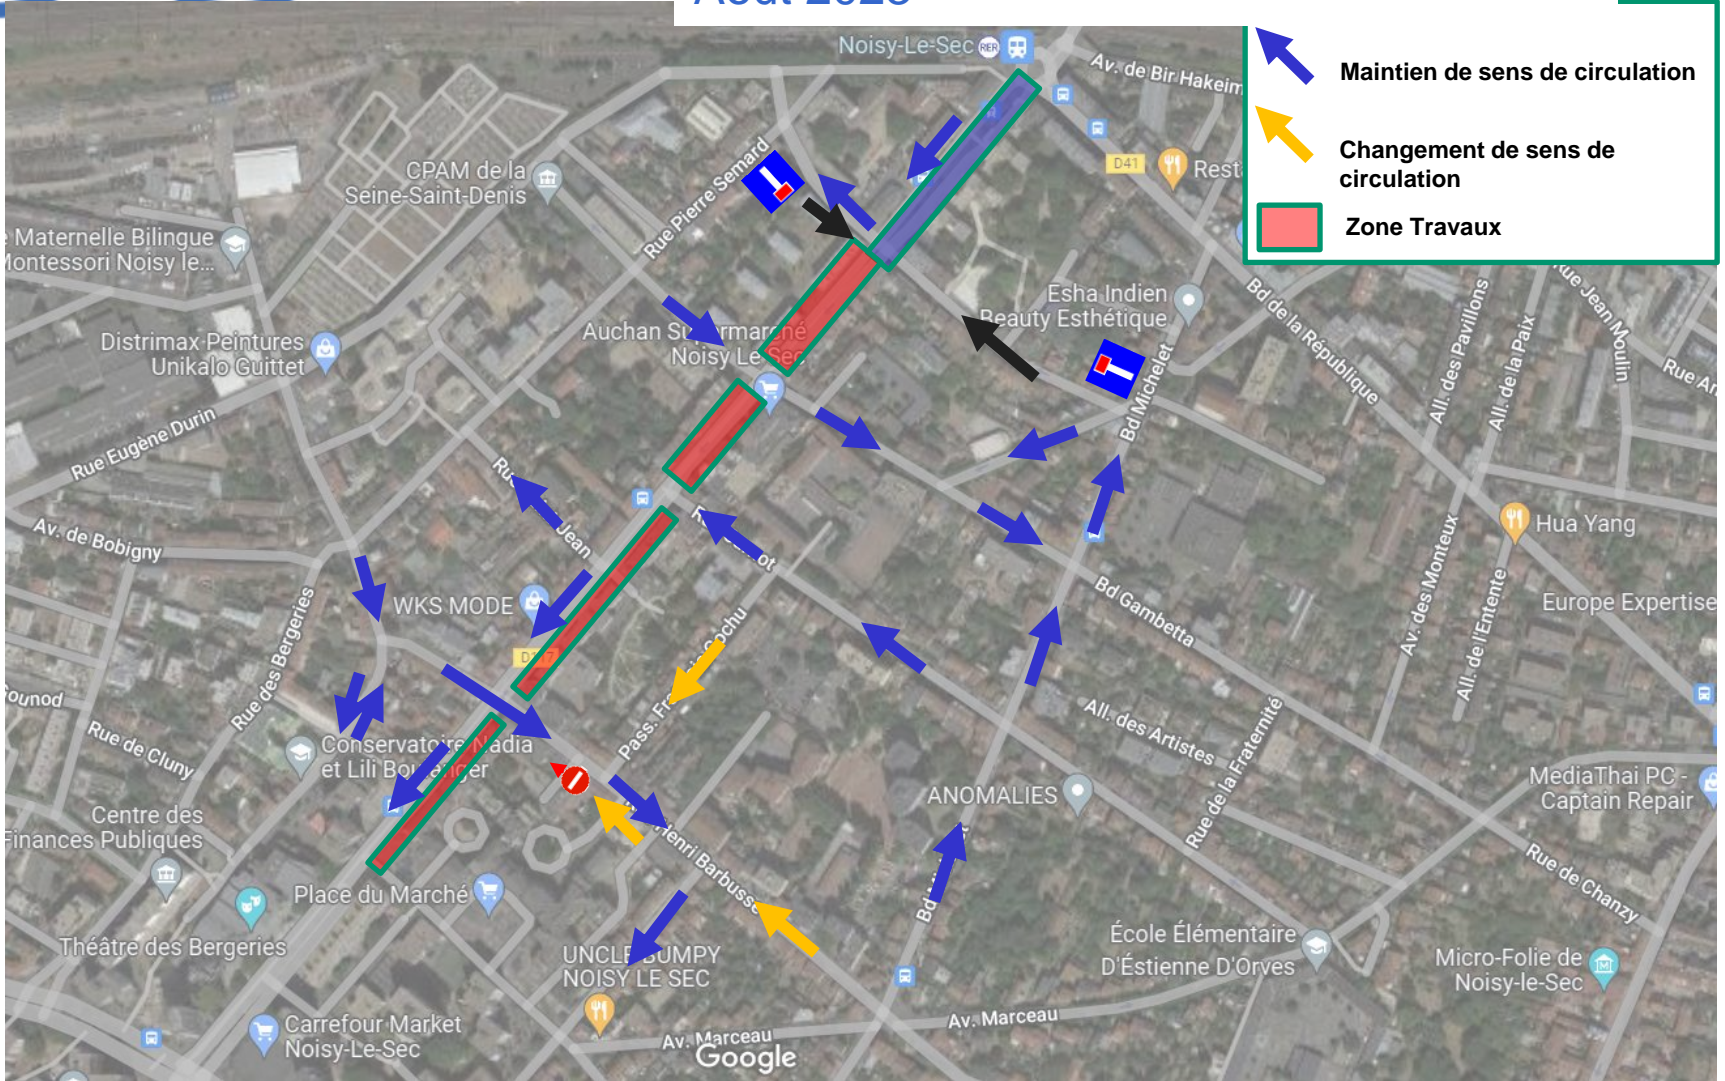 Noisy-Le-Sec
RER
Av. de Bir Hakeim
Maintien de sens de circulation
Changement de sens de
circulation
Zone Travaux
D41
CPAM de la
Seine-Saint-Denis
Rue Pierre Semard
Maternelle Bilingue
Montessori Noisy le...
Esha Indien
Beauty Esthétique
Bd de la République
All. des Pavillons
All. de la Paix
Rue Jean Moulin
Distrimax Peintures
Unikalo Guittet
Auchan Supermarché
Noisy Le Sec
Bd Michelet
Rue Eugène Durin
Jean
Av. de Bobigny
Hua Yang
WKS MODE
Bd Gambetta
Av. des Monteux
All. de l'Entente
Europe Expertise
Rue des Bergeries
Rue de Cluny
Conservatoire Nadia
et Lili Boulanger
All. des Artistes
Rue de la Fraternité
ANOMALIES
MediaThai PC -
Captain Repair
Centre des
Finances Publiques
Henri Barbusse
Place du Marché
Rue de Chanzy
Théâtre des Bergeries
UNCLE BUMPY
NOISY LE SEC
École Élémentaire
D'Éstienne D'Orves
Micro-Folie de
Noisy-le-Sec
Carrefour Market
Noisy-Le-Sec
Av. Marceau
Av. Marceau
Google